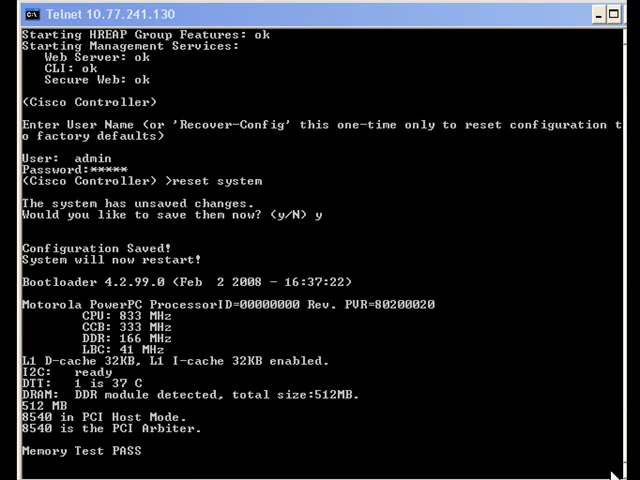 Telnet 10.77.241.130
Starting HREAP Group Features: ok
Starting Management Services:
Web Server: ok
CLI: ok
Secure Web: ok
(Cisco Controller)
Enter User Name (or 'Recover-Config' this one-time only to reset configuration t
o factory defaults)
User: admin
Password:*****
(Cisco Controller) >reset system
The system has unsaved changes.
Would you like to save them now? (y/N) y
Configuration Saved!
System will now restart!
Bootloader 4.2.99.0 (Feb 2 2008 - 16:37:22)
Motorola PowerPC ProcessorID=00000000 Rev. PVR=80200020
CPU: 833 MHz
CCB: 333 MHz
DDR: 166 MHz
LBC: 41 MHz
L1 D-cache 32KB, L1 I-cache 32KB enabled.
I2C: ready
DTT: 1 is 37 C
DRAM: DDR module detected, total size:512MB.
512 MB
8540 in PCI Host Mode.
8540 is the PCI Arbiter.
Memory Test PASS